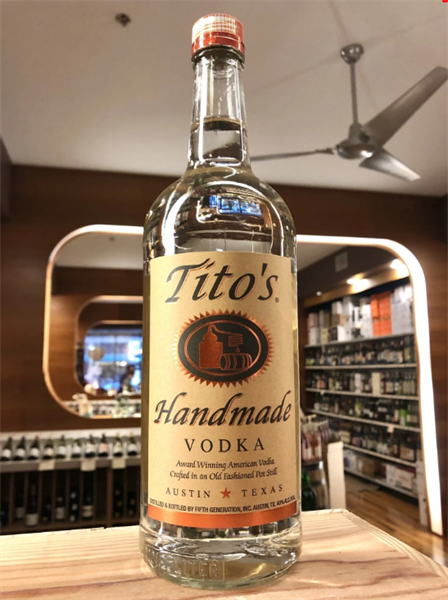 Tito's®
Handmade
VODKA
Award Winning American Vodka
Crafted in an Old Fashioned Pot Still
AUSTIN ★ TEXAS
DISTILLED & BOTTLED BY FIFTH GENERATION, INC. AUSTIN, TX. 40% ALC./VOL.
LITER